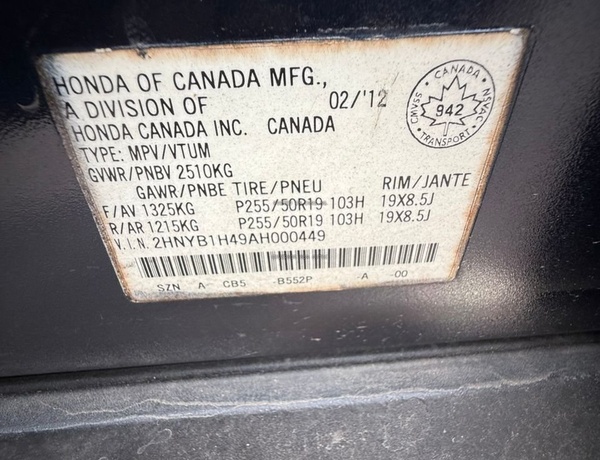 HONDA OF CANADA MFG.,
A DIVISION OF 02/'12
HONDA CANADA INC. CANADA
TYPE: MPV/VTUM
GVWR/PNBV 2510KG
GAWR/PNBE TIRE/PNEU RIM/JANTE
F/AV 1325KG P255/50R19 103H 19X8.5J
R/AR 1215KG P255/50R19 103H 19X8.5J
V.I.N. 2HNYB1H49AH000449
SZN A CB5 -B552P -A -00
CANADA
CMVSS NSVAC
942
TRANSPORT